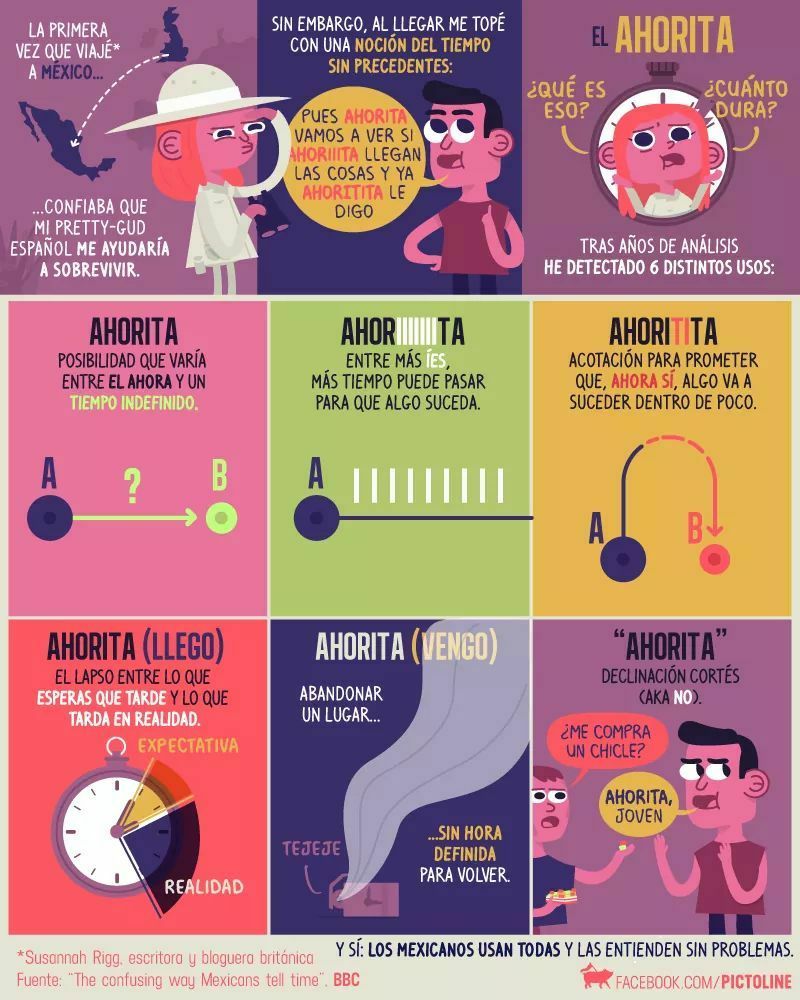 LA PRIMERA
VEZ QUE VIAJÉ*
A MÉXICO...
...CONFIABA QUE
MI PRETTY-GUD
ESPAÑOL ME AYUDARÍA
A SOBREVIVIR.
SIN EMBARGO, AL LLEGAR ME TOPÉ
CON UNA NOCIÓN DEL TIEMPO
SIN PRECEDENTES:
PUES AHORITA
VAMOS A VER SI
AHORIIITA LLEGAN
LAS COSAS Y YA
AHORITITA LE
DIGO
EL AHORITA
¿QUÉ ES
ESO?
¿CUÁNTO
DURA?
TRAS AÑOS DE ANÁLISIS
HE DETECTADO 6 DISTINTOS USOS:
AHORITA
POSIBILIDAD QUE VARÍA
ENTRE EL AHORA Y UN
TIEMPO INDEFINIDO.
A
?
B
AHORIIIIIIIITA
ENTRE MÁS ÍES,
MÁS TIEMPO PUEDE PASAR
PARA QUE ALGO SUCEDA.
A
AHORITITA
ACOTACIÓN PARA PROMETER
QUE, AHORA SÍ, ALGO VA A
SUCEDER DENTRO DE POCO.
A
B
AHORITA (LLEGO)
EL LAPSO ENTRE LO QUE
ESPERAS QUE TARDE Y LO QUE
TARDA EN REALIDAD.
EXPECTATIVA
REALIDAD
AHORITA (VENGO)
ABANDONAR
UN LUGAR...
TEJEJE
...SIN HORA
DEFINIDA
PARA VOLVER.
"AHORITA"
DECLINACIÓN CORTÉS
(AKA NO).
¿ME COMPRA
UN CHICLE?
AHORITA,
JOVEN
*Susannah Rigg, escritora y bloguera británica
Fuente: "The confusing way Mexicans tell time", BBC
Y SÍ: LOS MEXICANOS USAN TODAS Y LAS ENTIENDEN SIN PROBLEMAS.
FACEBOOK.COM/PICTOLINE